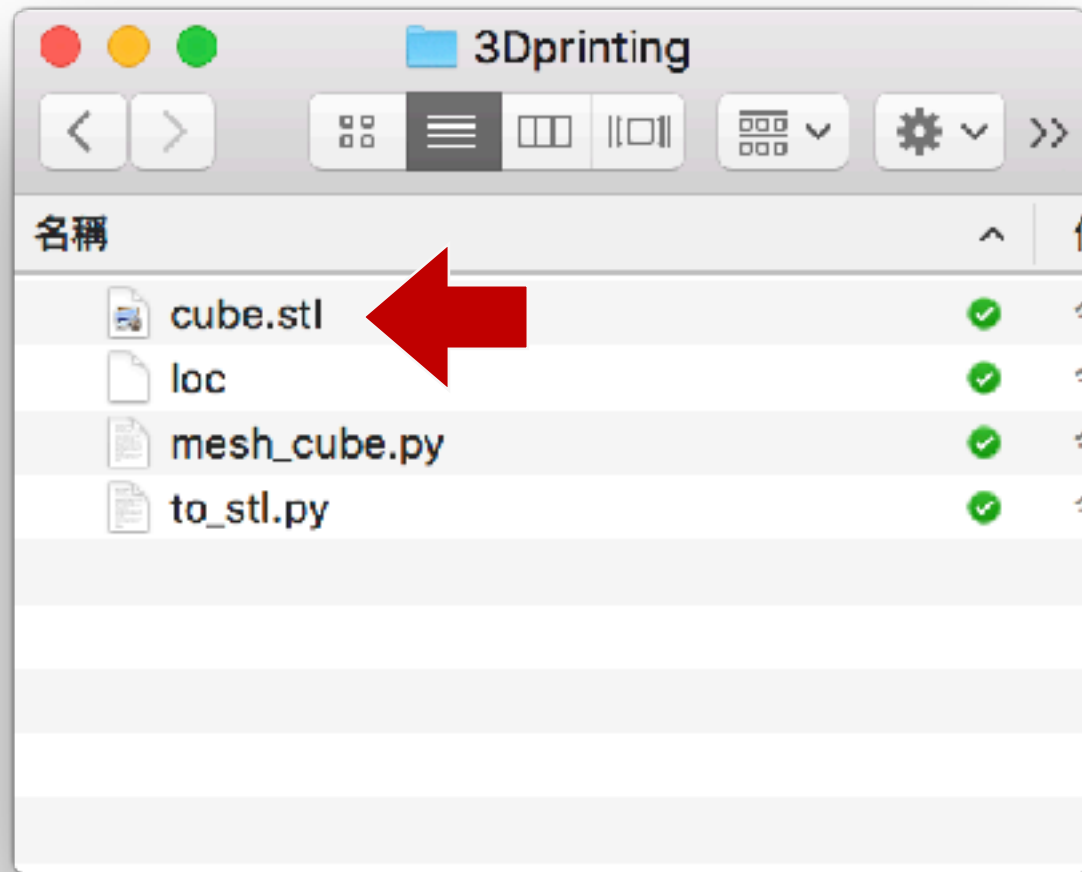 3Dprinting
名稱
cube.stl
loc
mesh_cube.py
to_stl.py